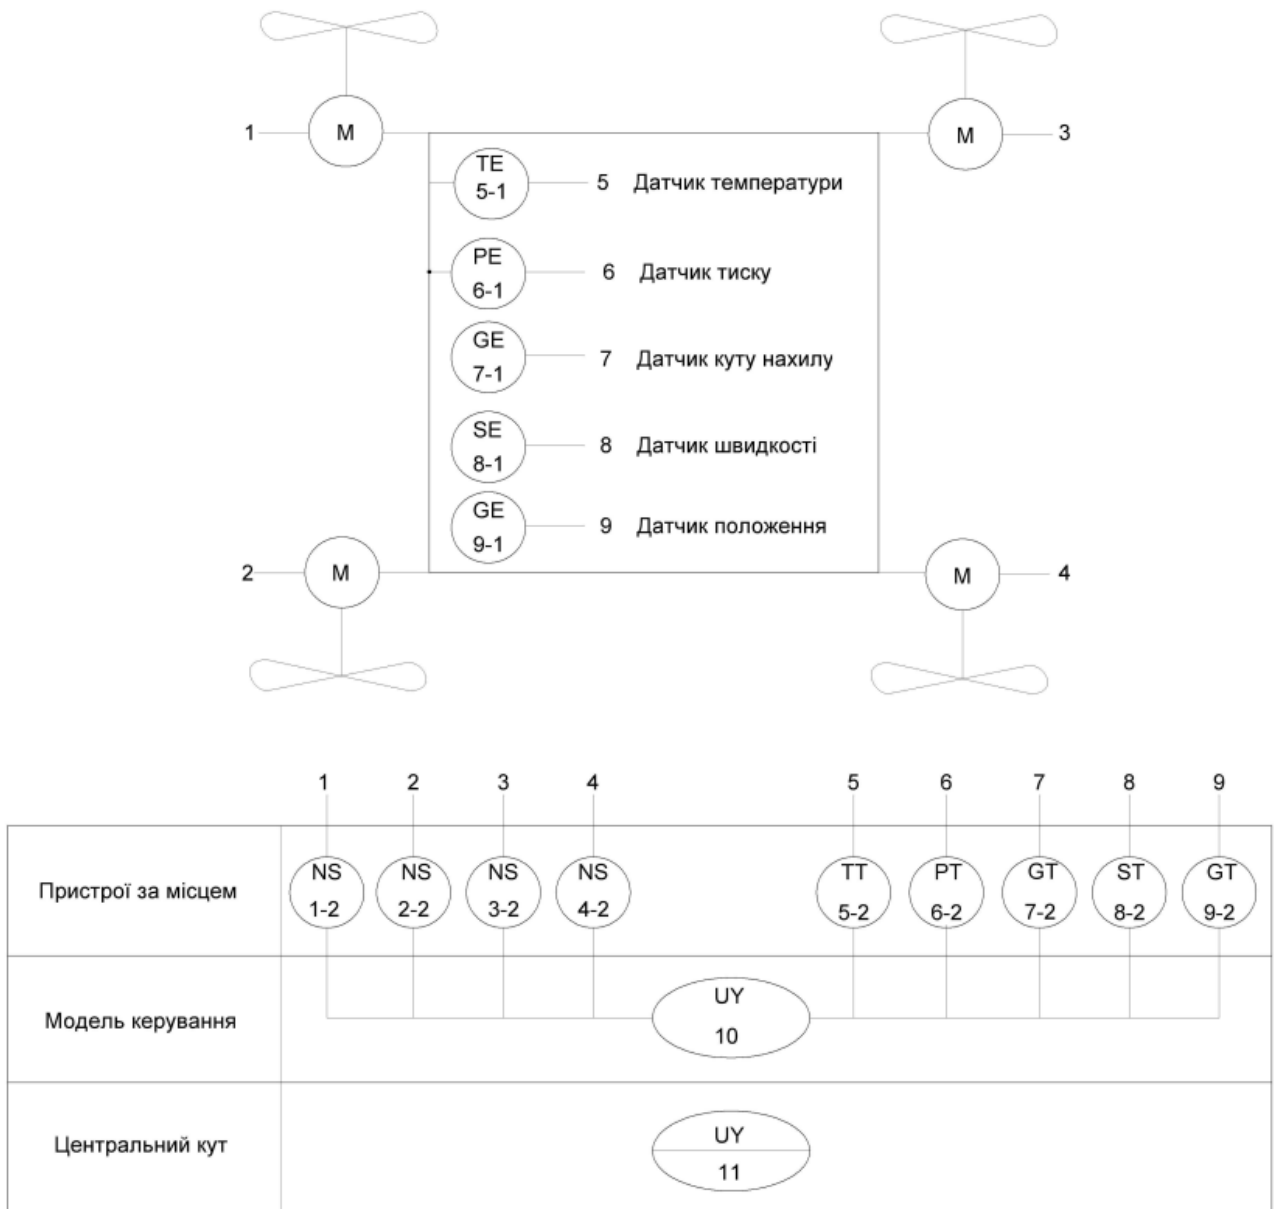 1 M M 3
TE
5-1
5 Датчик температури
PE
6-1
6 Датчик тиску
GE
7-1
7 Датчик куту нахилу
SE
8-1
8 Датчик швидкості
GE
9-1
9 Датчик положення
2 M M 4
1 2 3 4 5 6 7 8 9
Пристрої за місцем
NS NS NS NS TT PT GT ST GT
1-2 2-2 3-2 4-2 5-2 6-2 7-2 8-2 9-2
Модель керування
UY
10
Центральний кут
UY
11